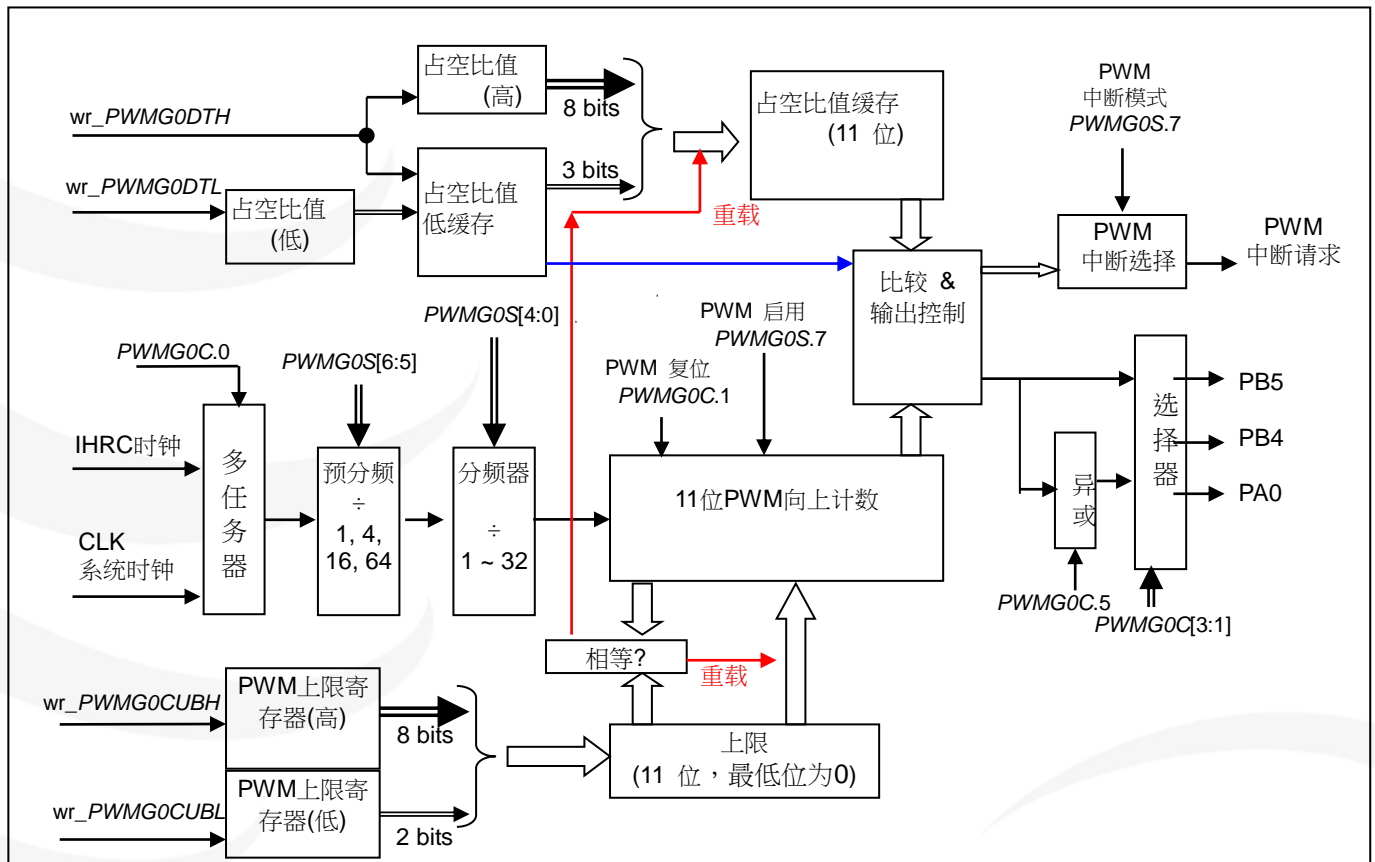 wr_PWMG0DTH
占空比值
(高)
8 bits
wr_PWMG0DTL
占空比值
(低)
占空比值
低缓存
3 bits
重载
占空比值缓存
(11 位)
PWM
中断模式
PWMG0S.7
PWM
中断选择
PWM
中断请求
比较 &
输出控制
PWMG0C.0
PWMG0S[6:5]
PWMG0S[4:0]
PWM 复位
PWMG0C.1
PWM 启用
PWMG0S.7
IHRC时钟
CLK
系统时钟
多
任
务
器
预分频
÷
1, 4,
16, 64
分频器
÷
1 ~ 32
11位PWM向上计数
异
或
PWMG0C.5
选
择
器
PWMG0C[3:1]
PB5
PB4
PA0
相等?
重载
wr_PWMG0CUBH
PWM上限寄
存器(高)
8 bits
wr_PWMG0CUBL
PWM上限寄
存器(低)
2 bits
上限
(11 位，最低位为0)